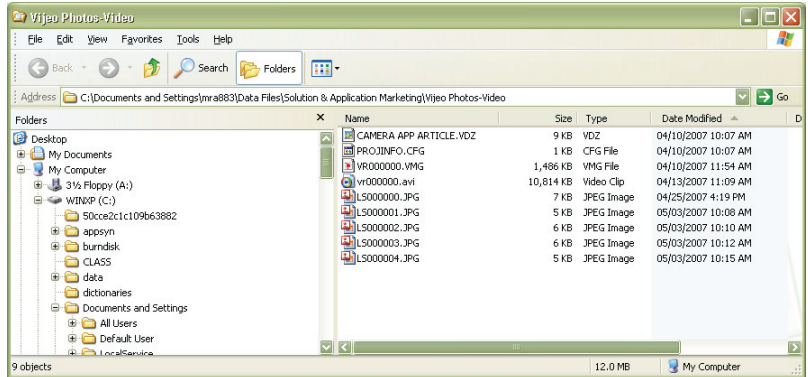 Vijeo Photos-Video
File Edit View Favorites Tools Help
Back Search Folders
Address C:\Documents and Settings\mra883\Data Files\Solution & Application Marketing\Vijeo Photos-Video Go
Folders x Name Size Type Date Modified D
Desktop
My Documents
My Computer
3½ Floppy (A:)
WINXP (C:)
50cce2c1c109b63882
appsyn
burndisk
CLASS
data
dictionaries
Documents and Settings
All Users
Default User
LocalService
CAMERA APP ARTICLE.VDZ 9 KB VDZ 04/10/2007 10:07 AM
PROJINFO.CFG 1 KB CFG File 04/10/2007 10:07 AM
VR000000.VMG 1,486 KB VMG File 04/10/2007 11:54 AM
vr000000.avi 10,814 KB Video Clip 04/13/2007 11:09 AM
LS000000.JPG 7 KB JPEG Image 04/25/2007 4:19 PM
LS000001.JPG 5 KB JPEG Image 05/03/2007 10:08 AM
LS000002.JPG 6 KB JPEG Image 05/03/2007 10:10 AM
LS000003.JPG 6 KB JPEG Image 05/03/2007 10:12 AM
LS000004.JPG 5 KB JPEG Image 05/03/2007 10:15 AM
9 objects 12.0 MB My Computer